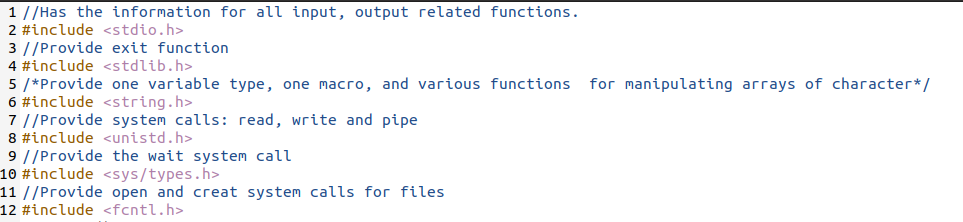 1 //Has the information for all input, output related functions.
2 #include <stdio.h>
3 //Provide exit function
4 #include <stdlib.h>
5 /*Provide one variable type, one macro, and various functions  for manipulating arrays of character*/
6 #include <string.h>
7 //Provide system calls: read, write and pipe
8 #include <unistd.h>
9 //Provide the wait system call
10 #include <sys/types.h>
11 //Provide open and creat system calls for files
12 #include <fcntl.h>